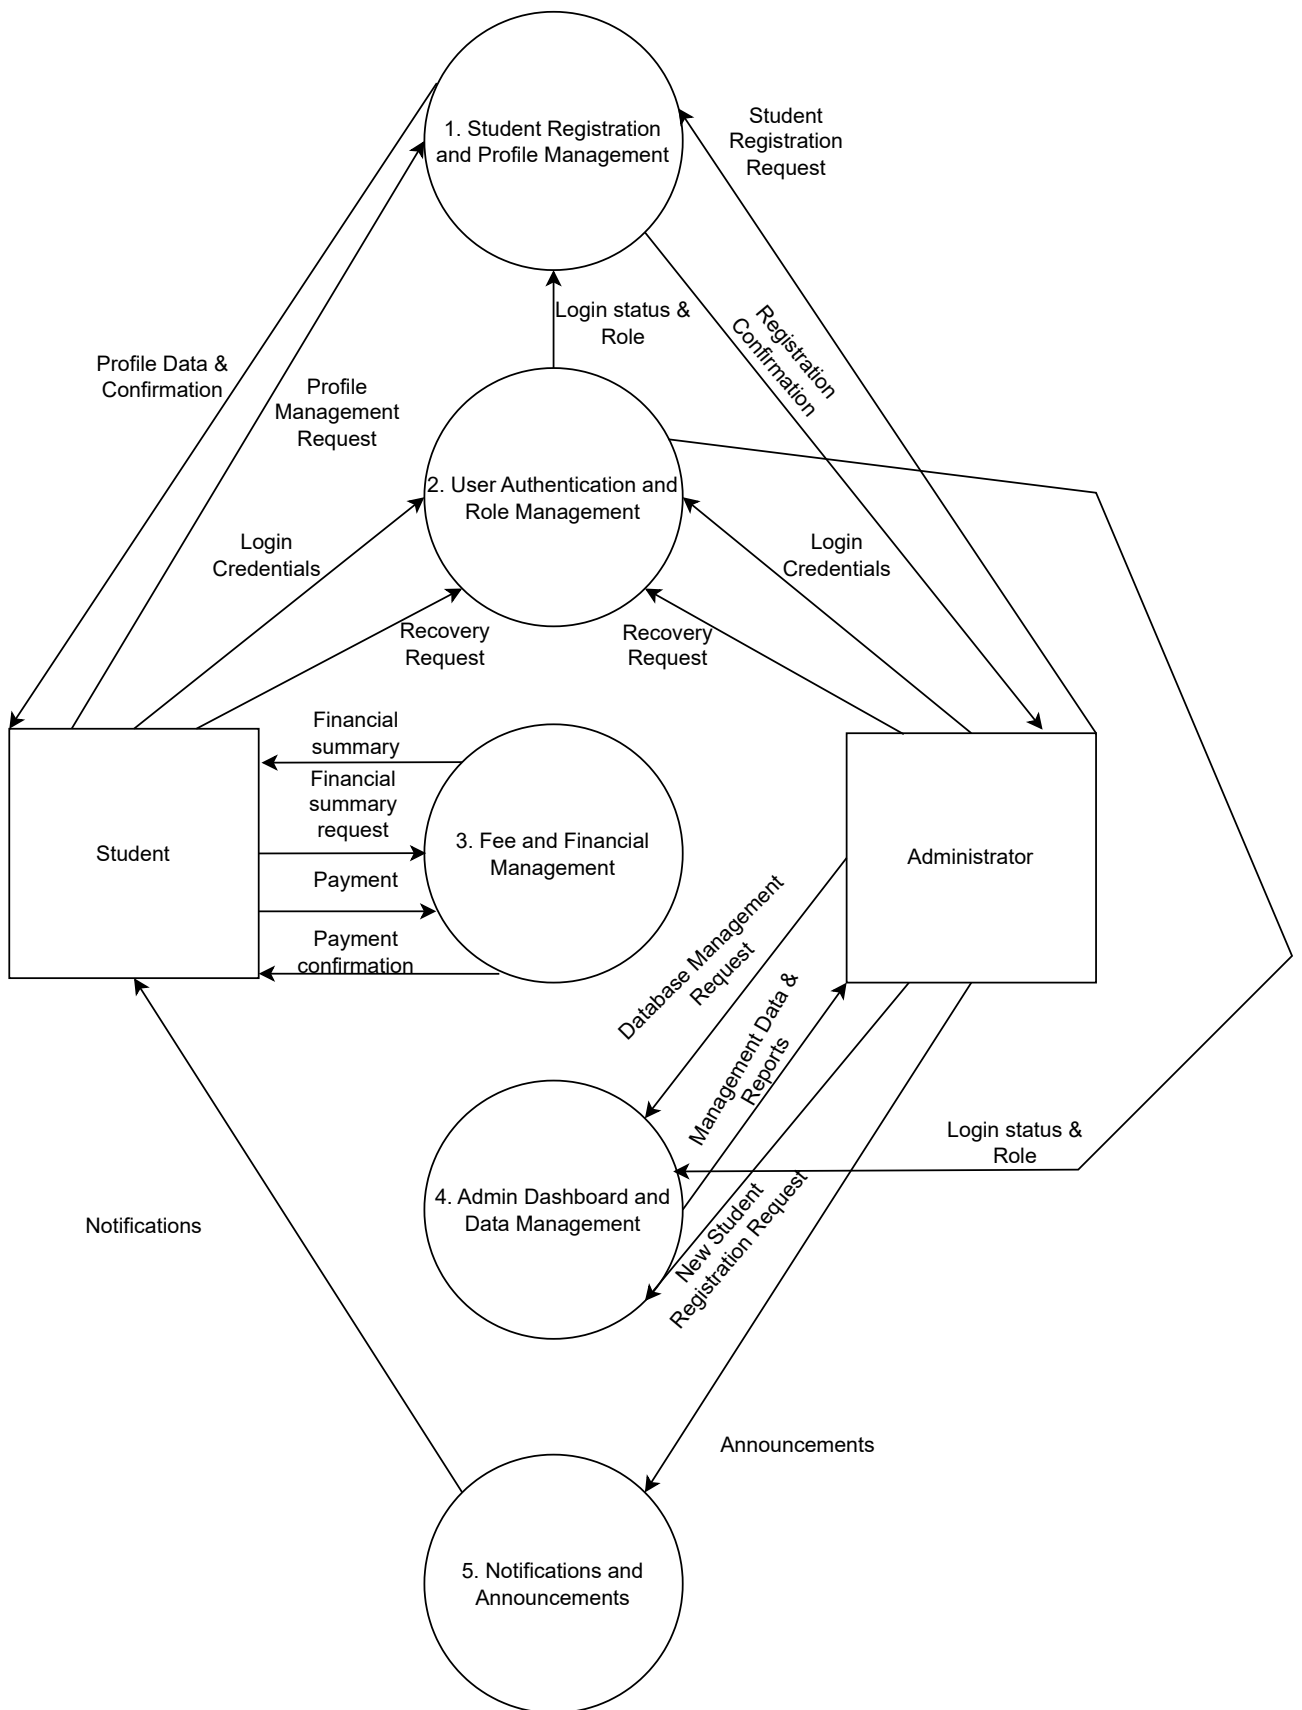 1. Student Registration
and Profile Management
Student
Registration
Request
Login status &
Role
Registration
Confirmation
Profile Data &
Confirmation
Profile
Management
Request
2. User Authentication and
Role Management
Login
Credentials
Login
Credentials
Recovery
Request
Recovery
Request
Financial
summary
Financial
summary
request
Student
3. Fee and Financial
Management
Administrator
Payment
Payment
confirmation
Database Management
Request
Management Data &
Reports
Login status &
Role
4. Admin Dashboard and
Data Management
New Student
Registration Request
Notifications
Announcements
5. Notifications and
Announcements